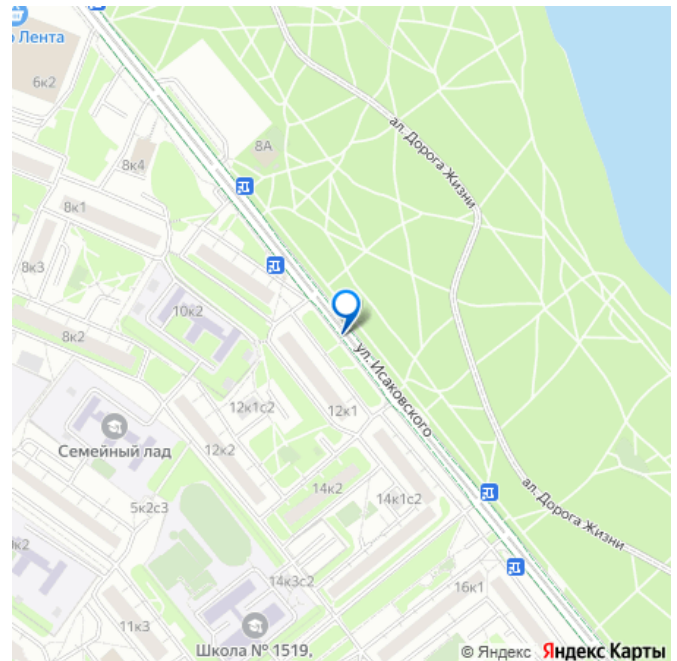 о Лента
6к2
8А
8к4
ал. Дорога Жизни
8к1
8к3
10к2
8к2
ул. Исаковского
12к1с2
12к1
Семейный лад
12к2
14к2
14к1с2
5к2с3
ал. Дорога Жизни
к2
14к3с2
16к1
11к3
Школа № 1519,
© Яндекс Яндекс Карты